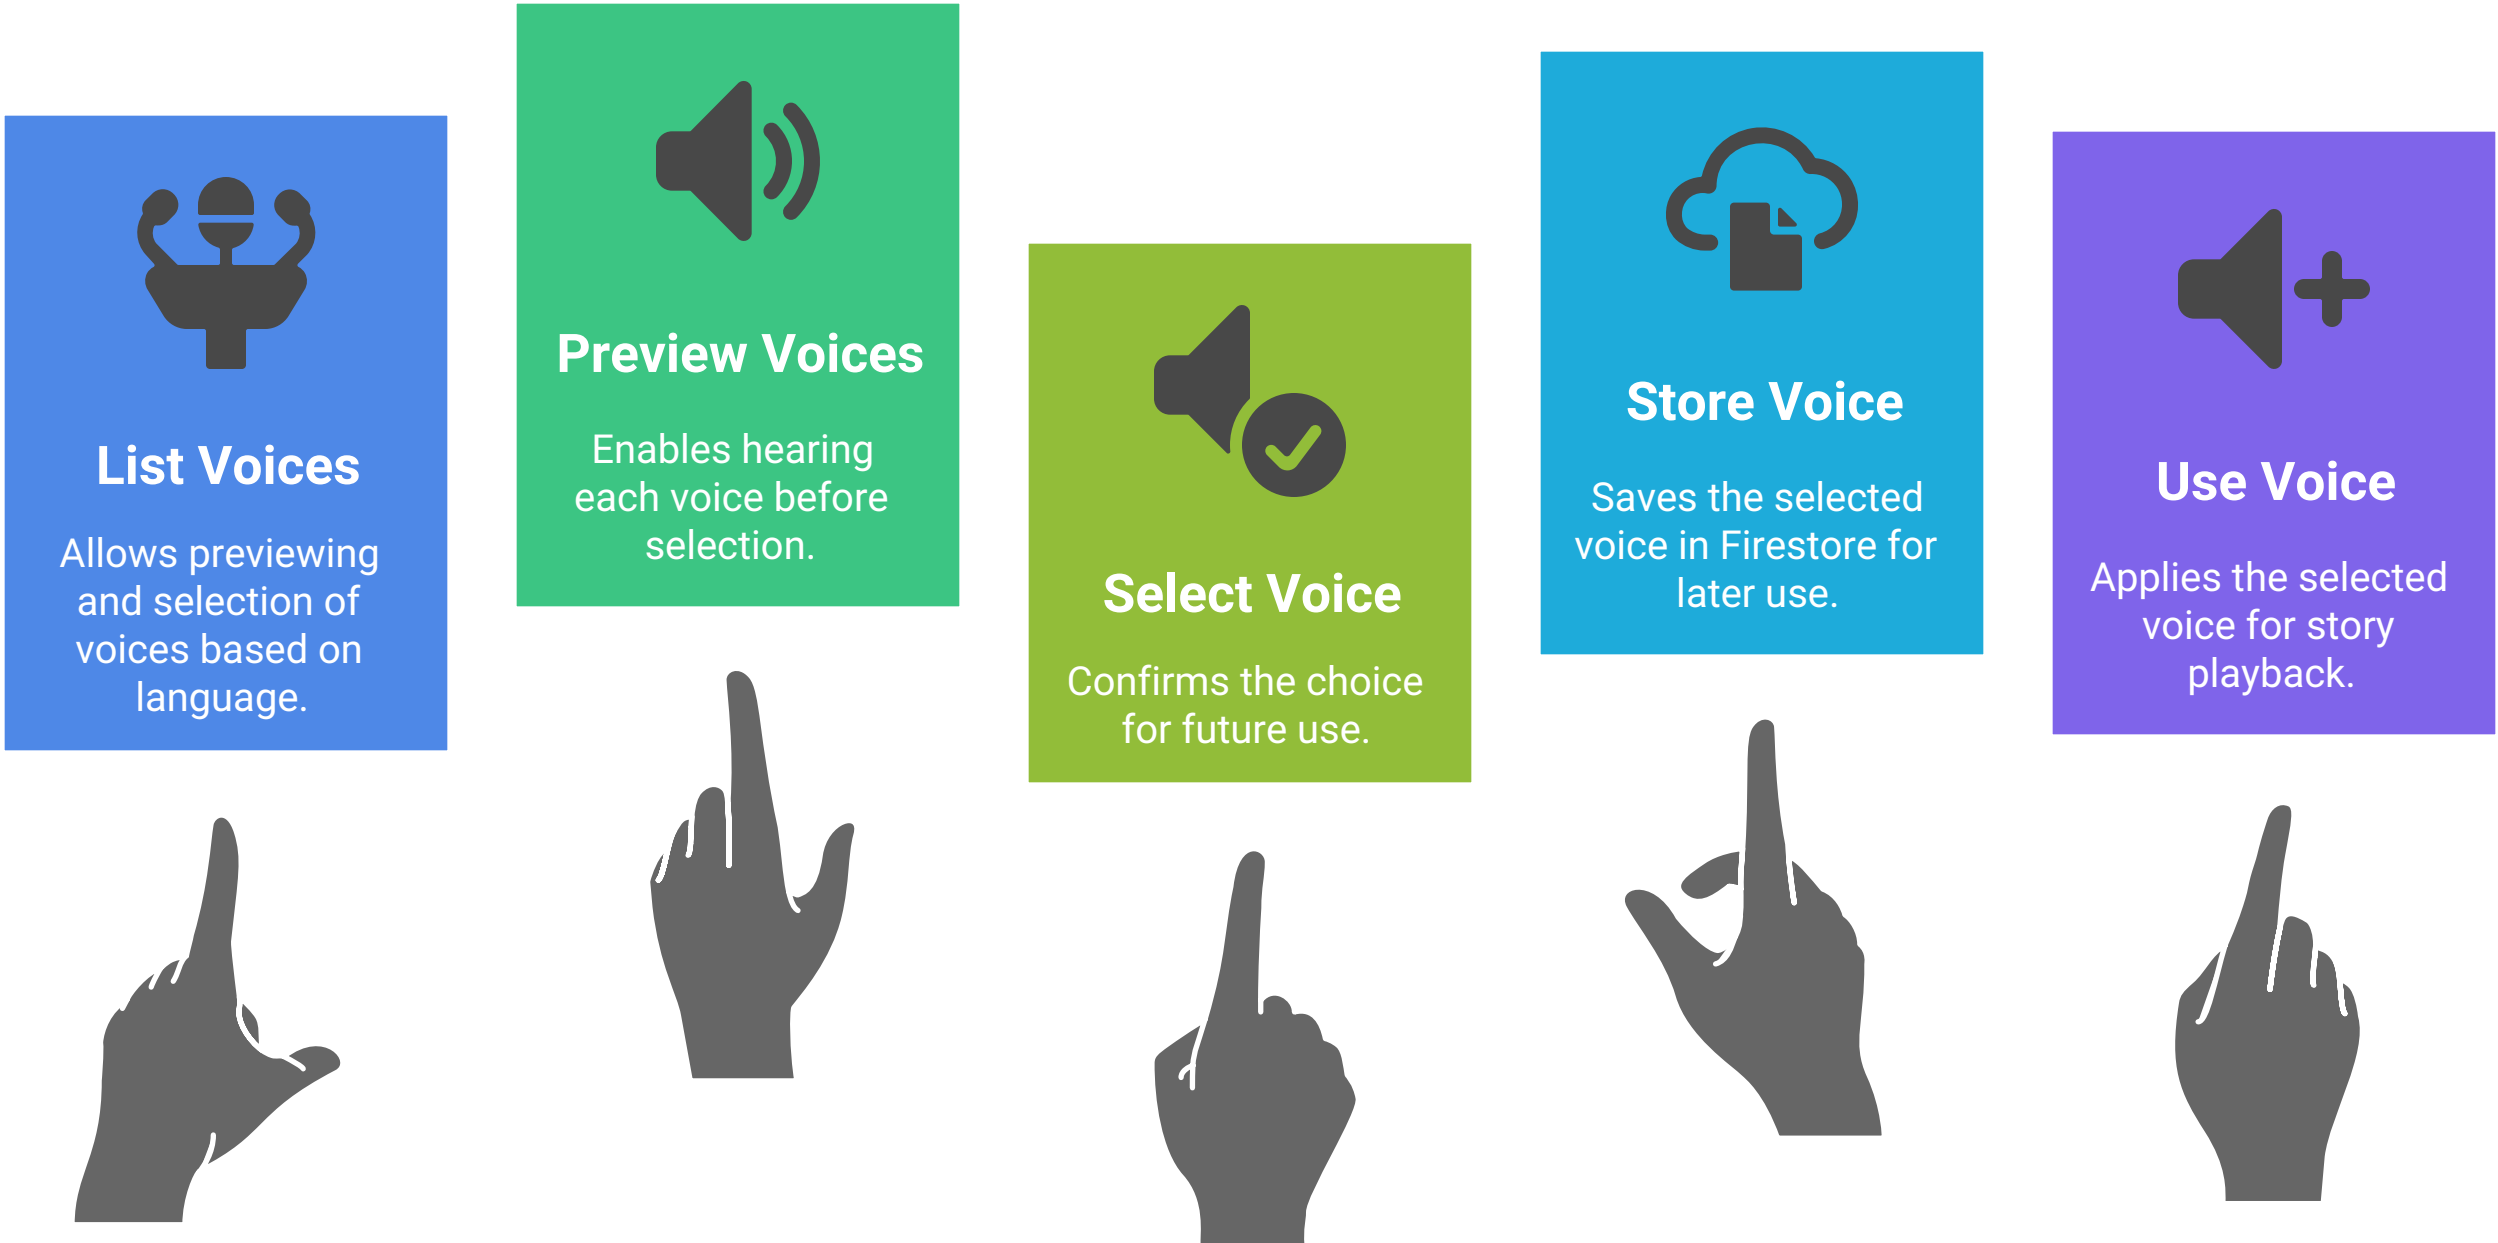 List Voices
Allows previewing
and selection of
voices based on
language.
Preview Voices
Enables hearing
each voice before
selection.
Select Voice
Confirms the choice
for future use.
Store Voice
Saves the selected
voice in Firestore for
later use.
Use Voice
Applies the selected
voice for story
playback.